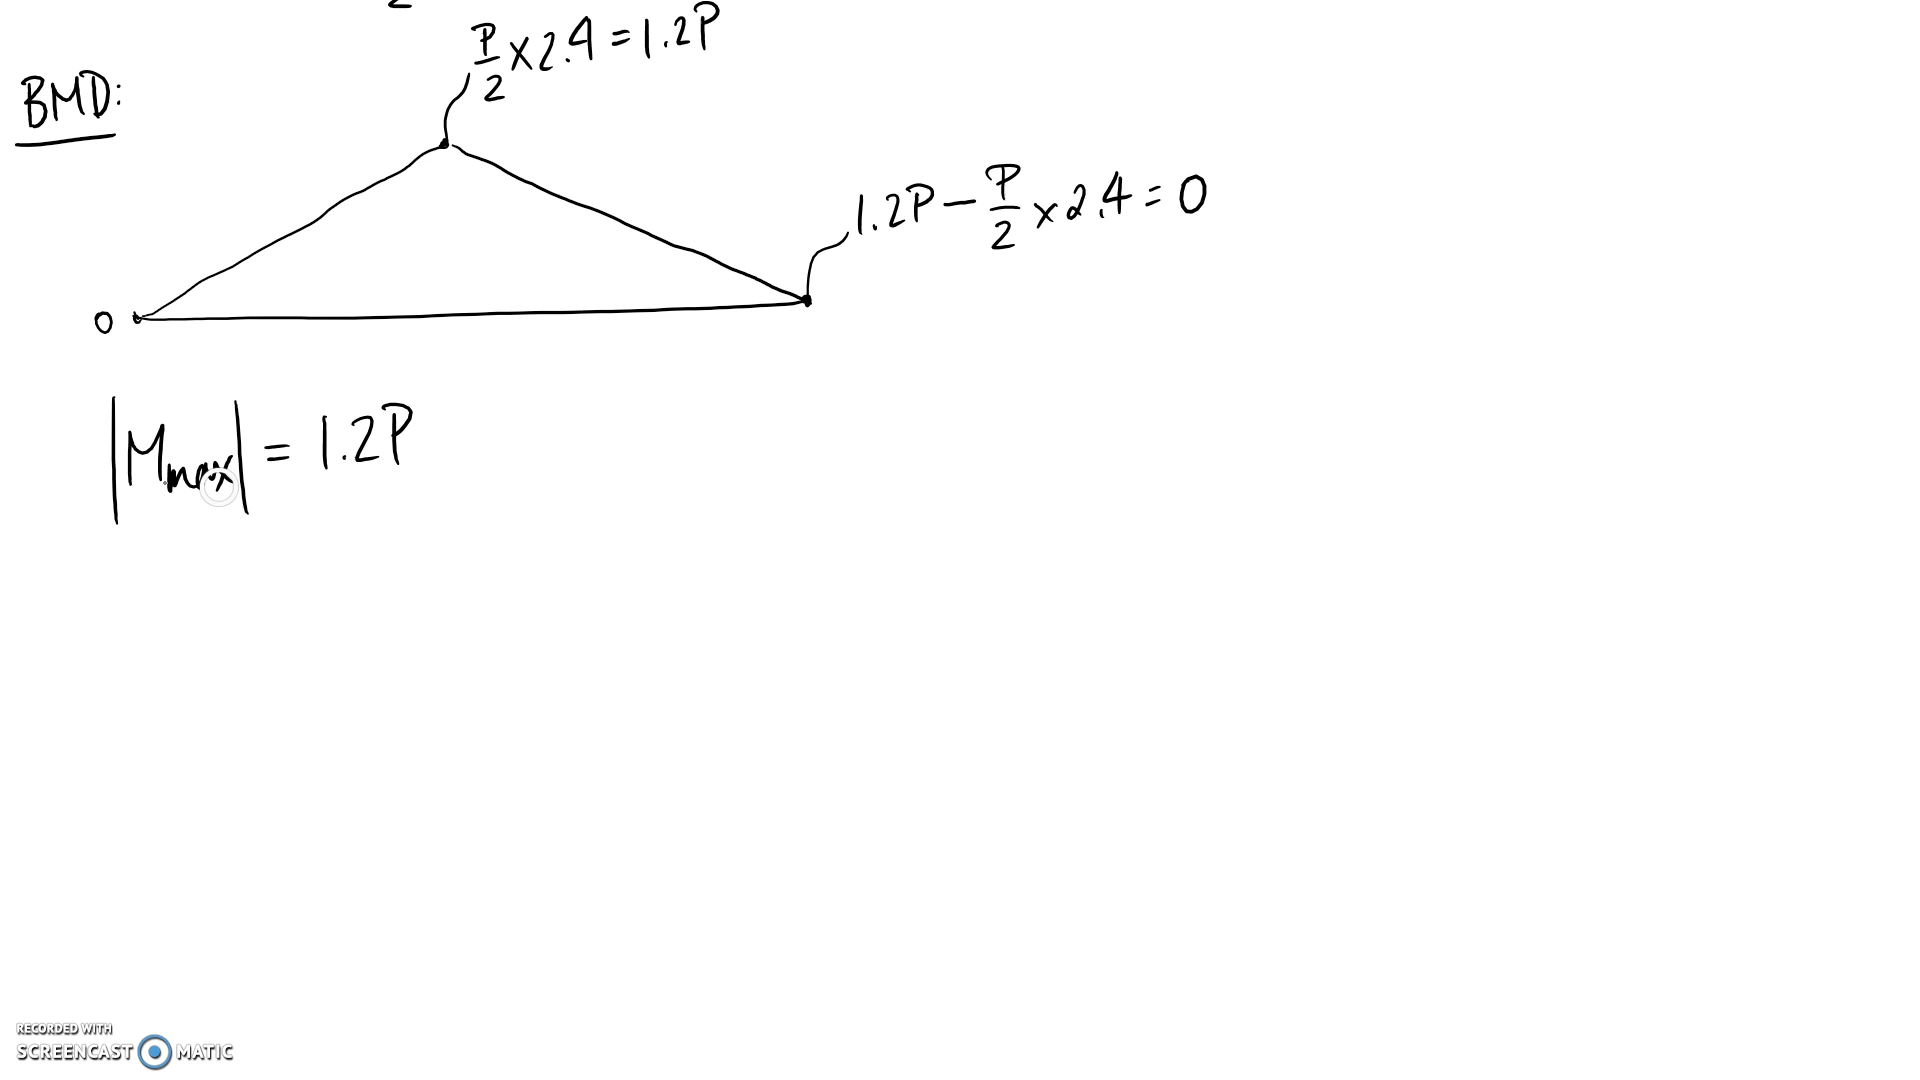 P/2 × 2.4 = 1.2P
BMD:
1.2P − P/2 × 2.4 = 0
0
|Mmax| = 1.2P
RECORDED WITH
SCREENCAST MATIC